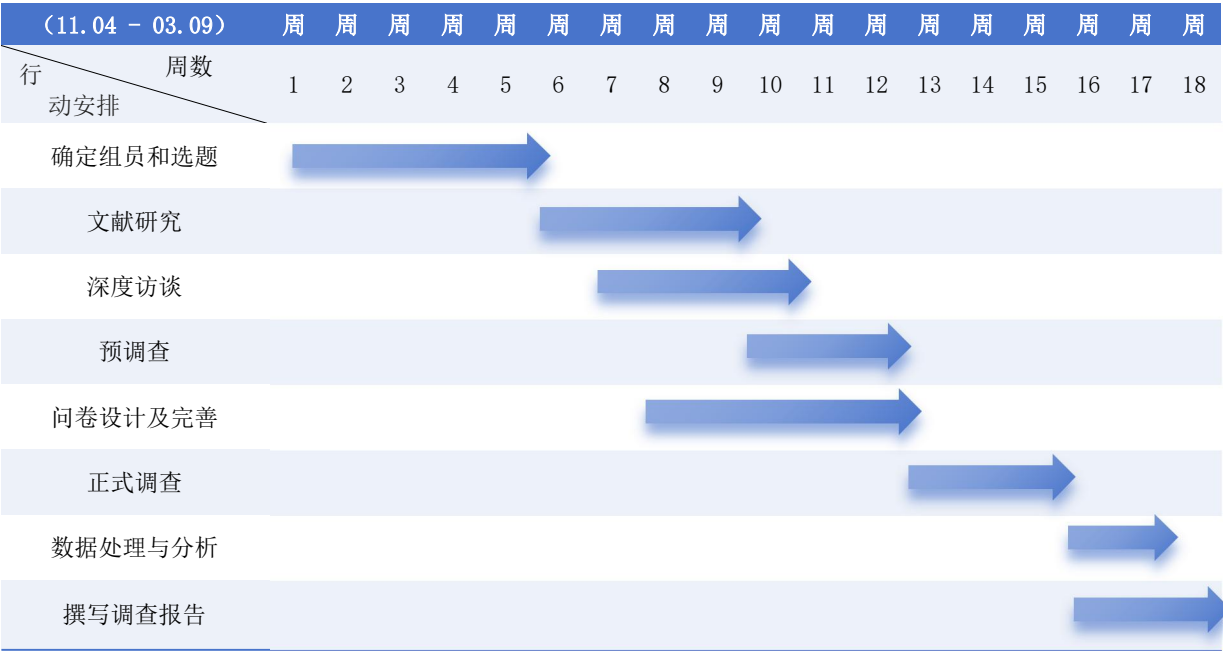 （11.04 - 03.09） 周 周 周 周 周 周 周 周 周 周 周 周 周 周 周 周 周 周
周数
行
动安排
1 2 3 4 5 6 7 8 9 10 11 12 13 14 15 16 17 18
确定组员和选题
文献研究
深度访谈
预调查
问卷设计及完善
正式调查
数据处理与分析
撰写调查报告